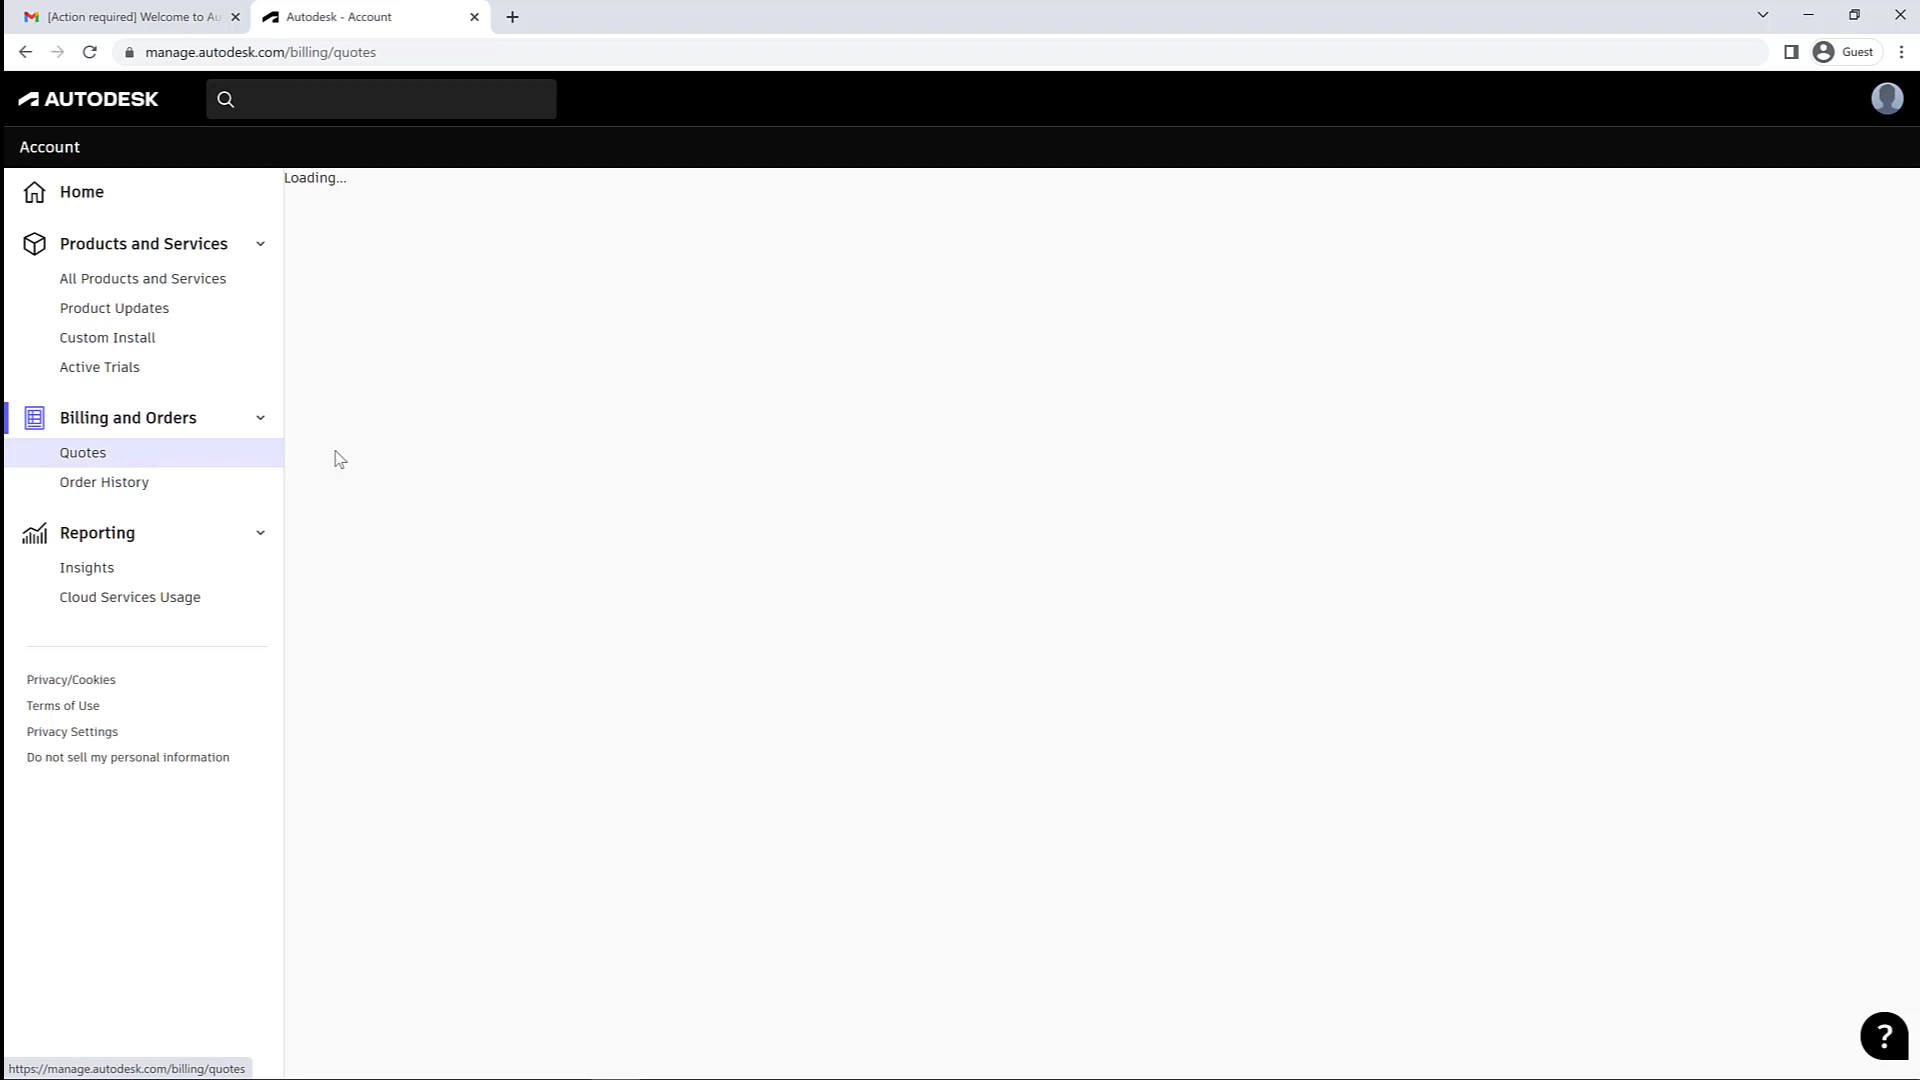 [Action required] Welcome to Au
Autodesk - Account
manage.autodesk.com/billing/quotes
Guest
AUTODESK
Account
Home
Loading...
Products and Services
All Products and Services
Product Updates
Custom Install
Active Trials
Billing and Orders
Quotes
Order History
Reporting
Insights
Cloud Services Usage
Privacy/Cookies
Terms of Use
Privacy Settings
Do not sell my personal information
?
https://manage.autodesk.com/billing/quotes